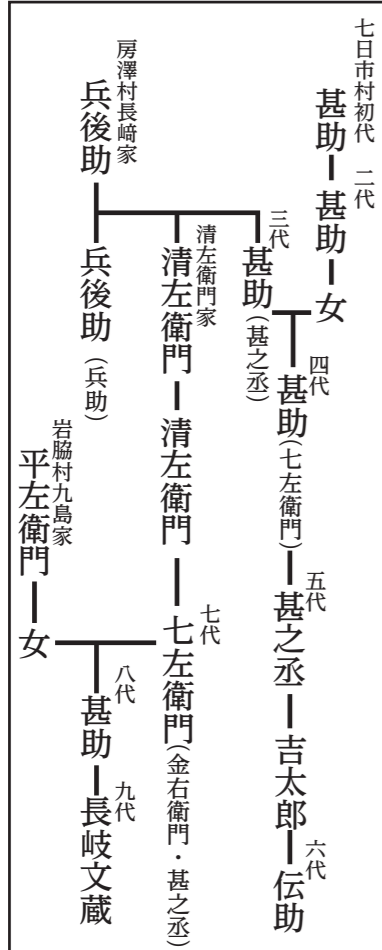 七日市村初代
甚助
二代
甚助
女
三代
甚助（甚之丞）
四代
甚助（七左衛門）
五代
甚之丞
吉太郎
六代
伝助
清左衛門家
清左衛門
清左衛門
七代
七左衛門（金右衛門・甚之丞）
房澤村長﨑家
兵後助
兵後助（兵助）
八代
甚助
九代
長岐文蔵
岩脇村九島家
平左衛門
女